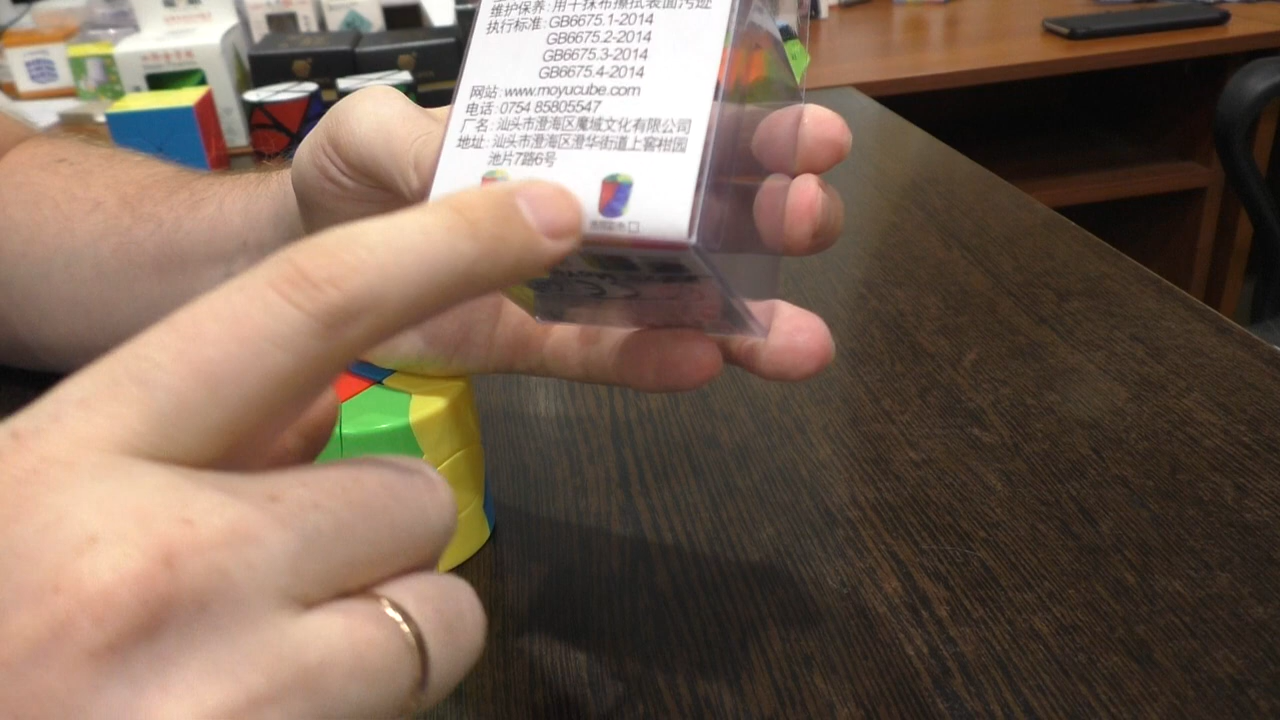 维护保养:用干抹布擦拭表面污迹
执行标准:GB6675.1-2014
GB6675.2-2014
GB6675.3-2014
GB6675.4-2014
网站:www.moyucube.com
电话:0754 85805547
厂名:汕头市澄海区魔域文化有限公司
地址:汕头市澄海区澄华街道上窖柑园
池片7路6号